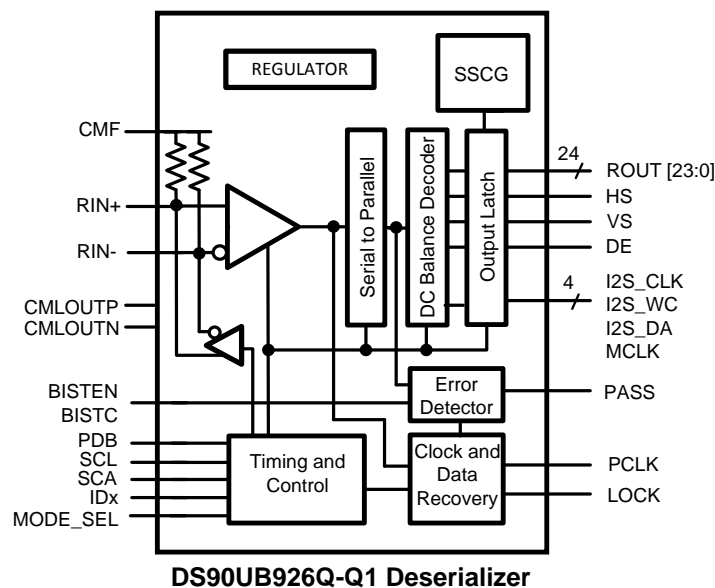 REGULATOR
SSCG
CMF
RIN+
RIN-
CMLOUTP
CMLOUTN
BISTEN
BISTC
PDB
SCL
SCA
IDx
MODE_SEL
Serial to Parallel
DC Balance Decoder
Output Latch
Timing and
Control
Error
Detector
Clock and
Data
Recovery
24
ROUT [23:0]
HS
VS
DE
4
I2S_CLK
I2S_WC
I2S_DA
MCLK
PASS
PCLK
LOCK
DS90UB926Q-Q1 Deserializer